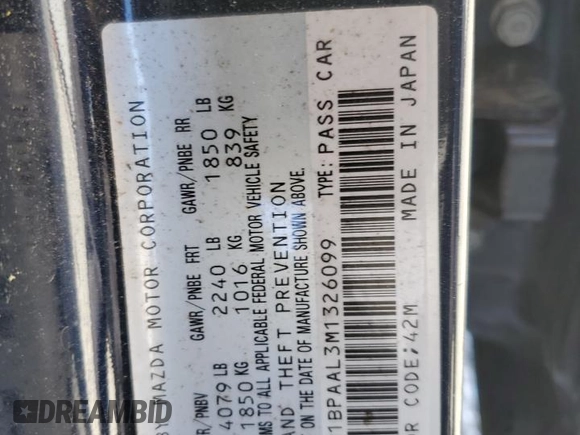 BY MAZDA MOTOR CORPORATION
GAWR/PNBE FRT GAWR/PNBE RR
4079 LB 2240 LB 1850 LB
1850 KG 1016 KG 839 KG
TO ALL APPLICABLE FEDERAL MOTOR VEHICLE SAFETY
AND THEFT PREVENTION
ON THE DATE OF MANUFACTURE SHOWN ABOVE.
1BPAAL3M1326099 TYPE: PASS CAR
CODE;42M MADE IN JAPAN
IDREAMBID